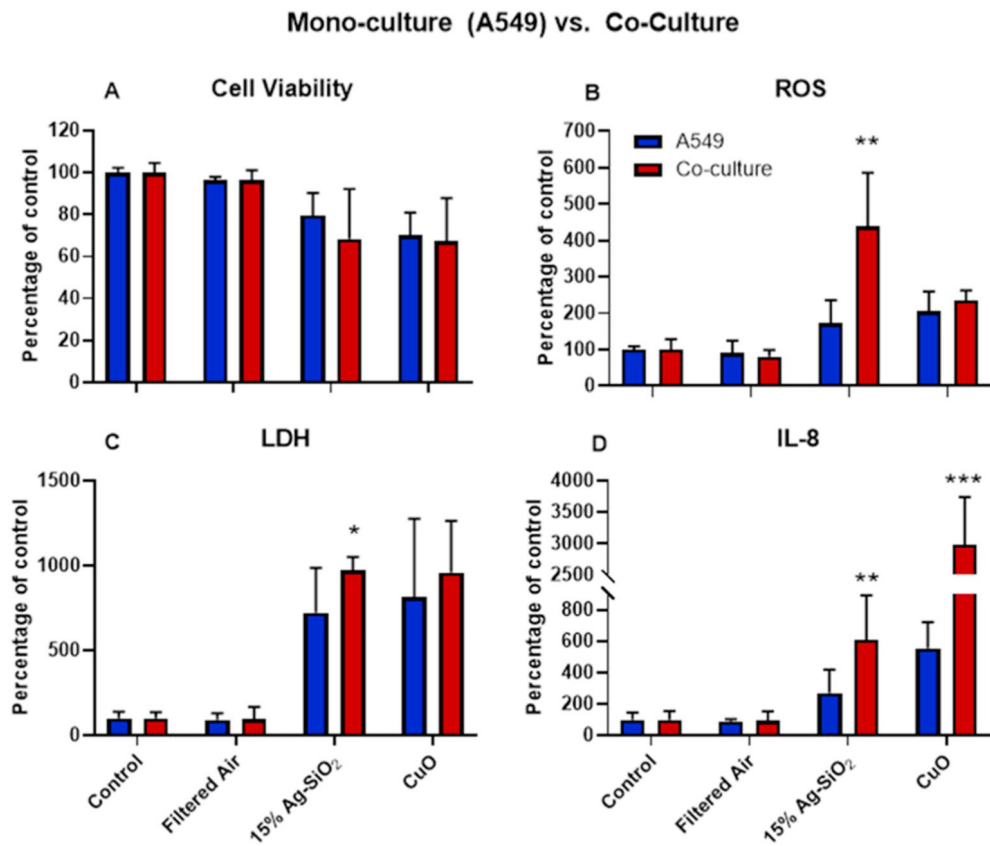 Mono-culture (A549) vs. Co-Culture
A
Cell Viability
Percentage of control
120
100
80
60
40
20
0
B
ROS
Percentage of control
700
600
500
400
300
200
100
0
A549
Co-culture
**
C
LDH
Percentage of control
1500
1000
500
0
*
Control
Filtered Air
15% Ag-SiO₂
CuO
D
IL-8
Percentage of control
4000
3500
3000
2500
800
600
400
200
0
**
***
Control
Filtered Air
15% Ag-SiO₂
CuO